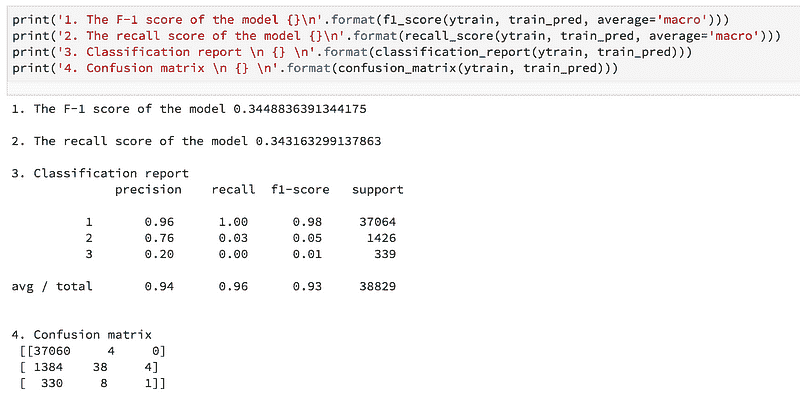 print('1. The F-1 score of the model {}\n'.format(f1_score(ytrain, train_pred, average='macro')))
print('2. The recall score of the model {}\n'.format(recall_score(ytrain, train_pred, average='macro')))
print('3. Classification report \n {} \n'.format(classification_report(ytrain, train_pred)))
print('4. Confusion matrix \n {} \n'.format(confusion_matrix(ytrain, train_pred)))
1. The F-1 score of the model 0.3448836391344175
2. The recall score of the model 0.343163299137863
3. Classification report
precision recall f1-score support
1 0.96 1.00 0.98 37064
2 0.76 0.03 0.05 1426
3 0.20 0.00 0.01 339
avg / total 0.94 0.96 0.93 38829
4. Confusion matrix
[[37060 4 0]
[ 1384 38 4]
[ 330 8 1]]